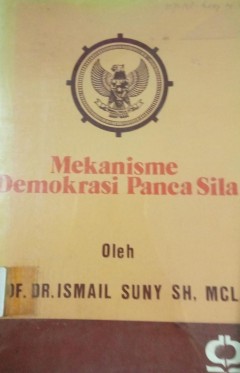 Mekanisme
Demokrasi Panca Sila
Oleh
OF. DR. ISMAIL SUNY SH, MCL